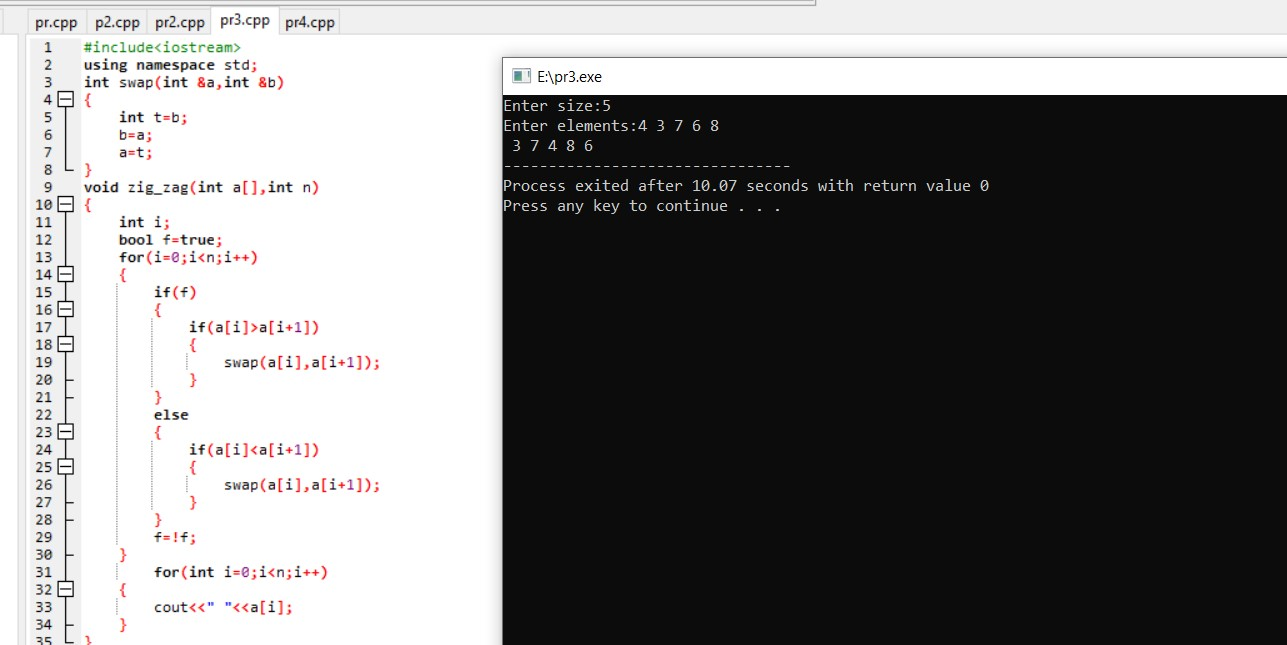 pr.cpp p2.cpp pr2.cpp pr3.cpp pr4.cpp
1 #include<iostream>
2 using namespace std;
3 int swap(int &a,int &b)
4 {
5 int t=b;
6 b=a;
7 a=t;
8 }
9 void zig_zag(int a[],int n)
10 {
11 int i;
12 bool f=true;
13 for(i=0;i<n;i++)
14 {
15 if(f)
16 {
17 if(a[i]>a[i+1])
18 {
19 swap(a[i],a[i+1]);
20 }
21 }
22 else
23 {
24 if(a[i]<a[i+1])
25 {
26 swap(a[i],a[i+1]);
27 }
28 }
29 f=!f;
30 }
31 for(int i=0;i<n;i++)
32 {
33 cout<<" "<<a[i];
34 }
35 }
E:\pr3.exe
Enter size:5
Enter elements:4 3 7 6 8
3 7 4 8 6
--------------------------------
Process exited after 10.07 seconds with return value 0
Press any key to continue . . .